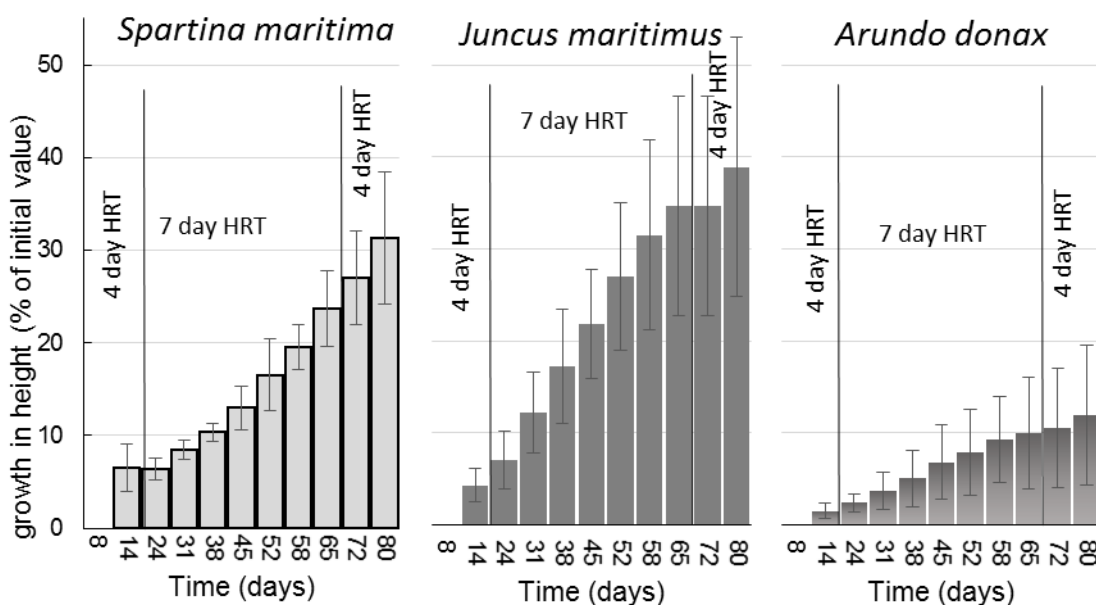 Spartina maritima
Juncus maritimus
Arundo donax
growth in height (% of initial value)
50
40
30
20
10
0
4 day HRT
7 day HRT
4 day HRT
4 day HRT
7 day HRT
4 day HRT
4 day HRT
7 day HRT
4 day HRT
8 14 24 31 38 45 52 58 65 72 80
8 14 24 31 38 45 52 58 65 72 80
8 14 24 31 38 45 52 58 65 72 80
Time (days)
Time (days)
Time (days)